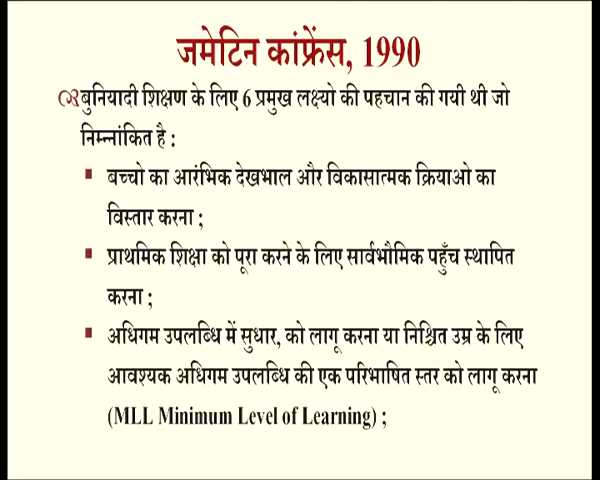 जमेटिन कांफ्रेंस, 1990
बुनियादी शिक्षण के लिए 6 प्रमुख लक्ष्यो की पहचान की गयी थी जो
निम्नांकित है :
बच्चो का आरंभिक देखभाल और विकासात्मक क्रियाओ का
विस्तार करना ;
प्राथमिक शिक्षा को पूरा करने के लिए सार्वभौमिक पहुँच स्थापित
करना ;
अधिगम उपलब्धि में सुधार, को लागू करना या निश्चित उम्र के लिए
आवश्यक अधिगम उपलब्धि की एक परिभाषित स्तर को लागू करना
(MLL Minimum Level of Learning) ;